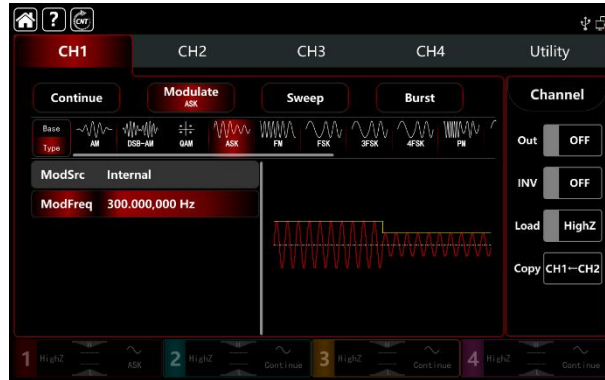 ? CNT
CH1 CH2 CH3 CH4 Utility
Continue Modulate Sweep Burst Channel
ASK
Base
Type AM DSB-AM QAM ASK FM FSK 3FSK 4FSK PM
Out OFF
ModSrc Internal
INV OFF
ModFreq 300.000,000 Hz
Load HighZ
Copy CH1←CH2
1 HighZ ASK 2 HighZ Continue 3 HighZ Continue 4 HighZ Continue